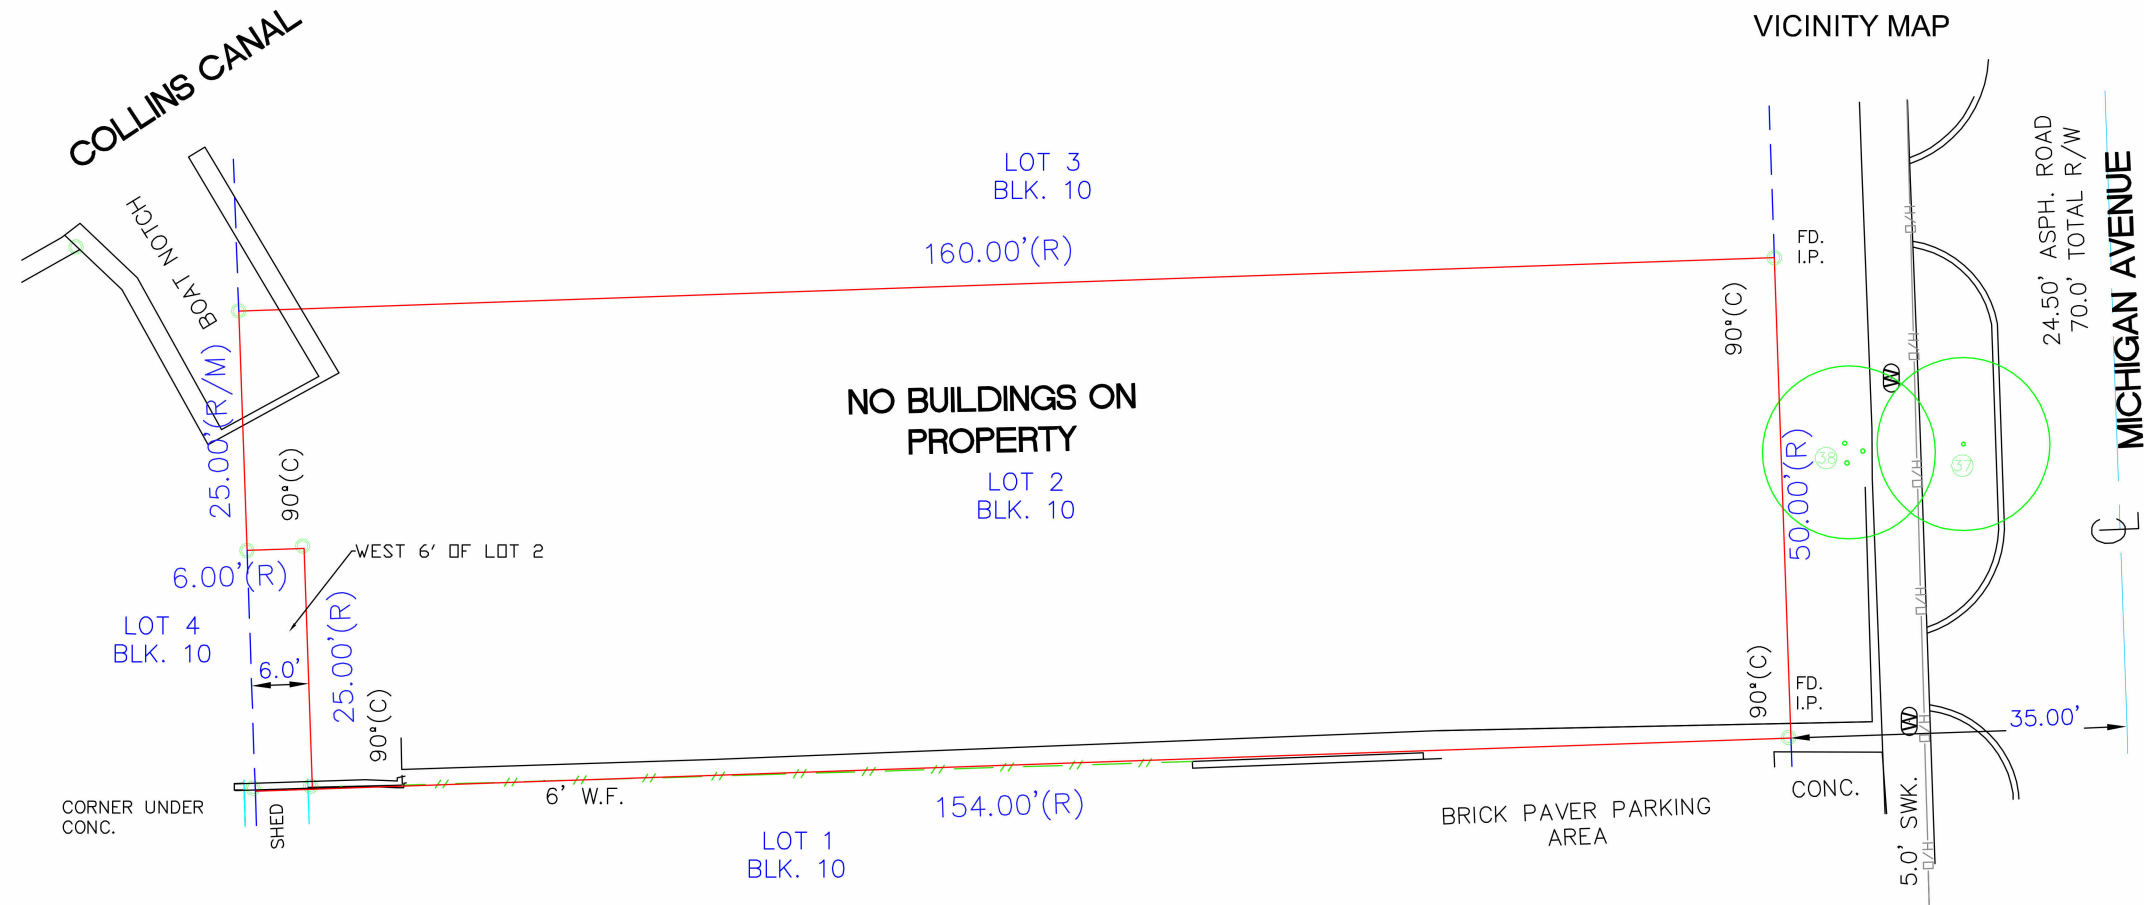 COLLINS CANAL
VICINITY MAP
BOAT NOTCH
LOT 3
BLK. 10
160.00'(R)
FD.
I.P.
24.50' ASPH. ROAD
70.0' TOTAL R/W
MICHIGAN AVENUE
90°(C)
25.00'(R/M)
90°(C)
NO BUILDINGS ON
PROPERTY
LOT 2
BLK. 10
W
38
37
50.00'(R)
CL
O/H
O/H
O/H
O/H
O/H
O/H
WEST 6' OF LOT 2
6.00'(R)
LOT 4
BLK. 10
6.0'
25.00'(R)
90°(C)
90°(C)
FD.
I.P.
W
35.00'
CORNER UNDER
CONC.
SHED
6' W.F.
154.00'(R)
LOT 1
BLK. 10
BRICK PAVER PARKING
AREA
CONC.
5.0' SWK.